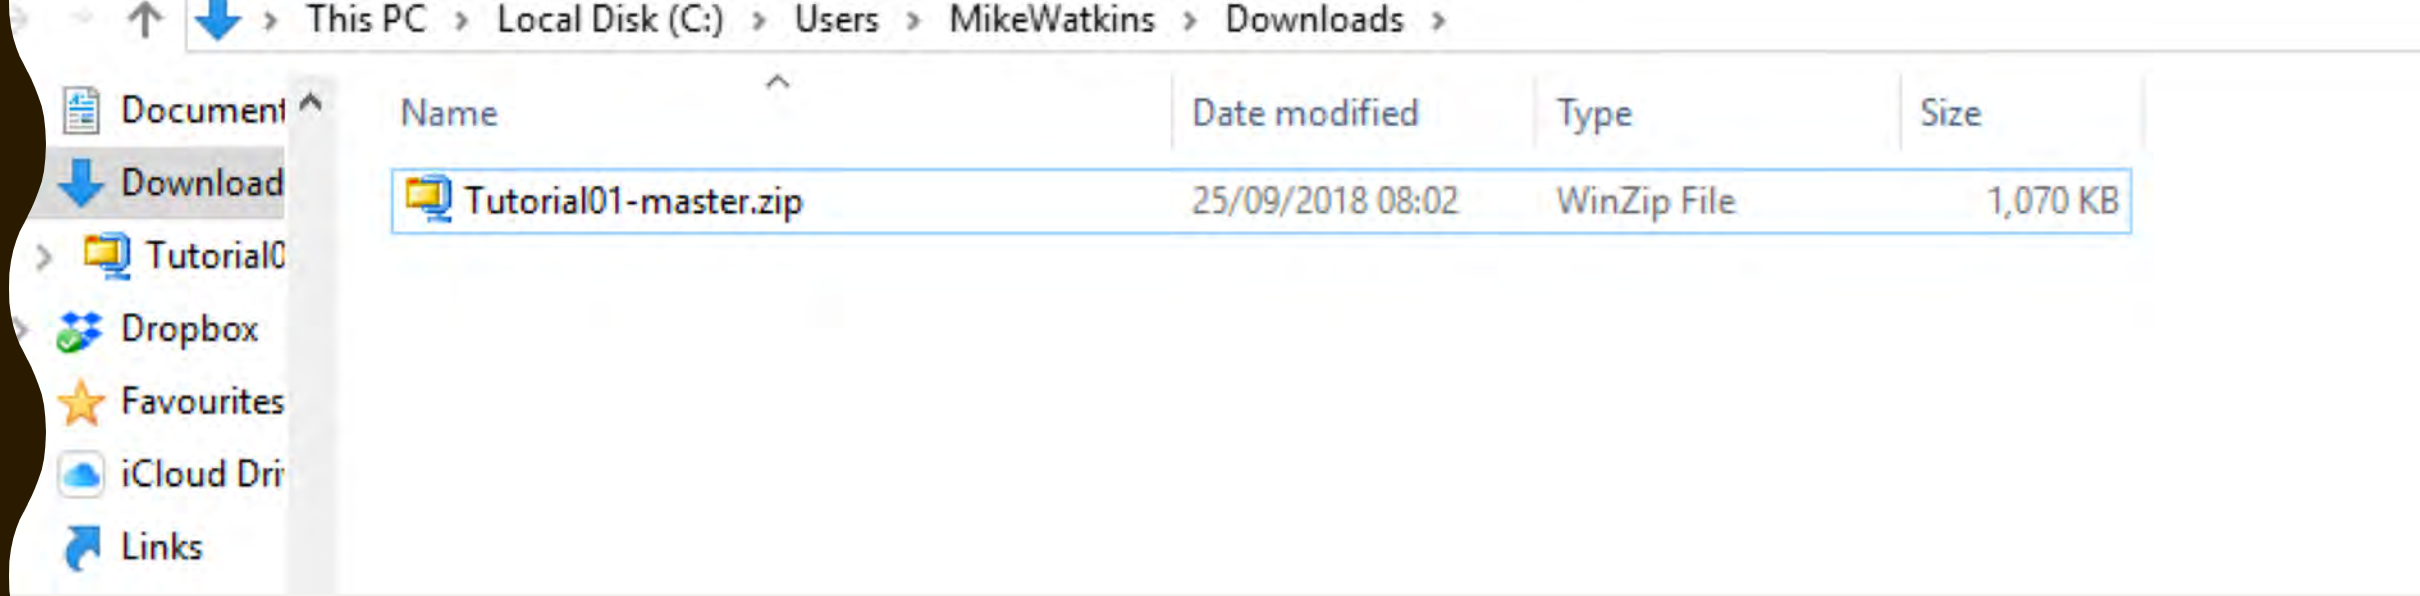 This PC > Local Disk (C:) > Users > MikeWatkins > Downloads >
Document
Download
Tutorial0
Dropbox
Favourites
iCloud Dri
Links
Name Date modified Type Size
Tutorial01-master.zip 25/09/2018 08:02 WinZip File 1,070 KB